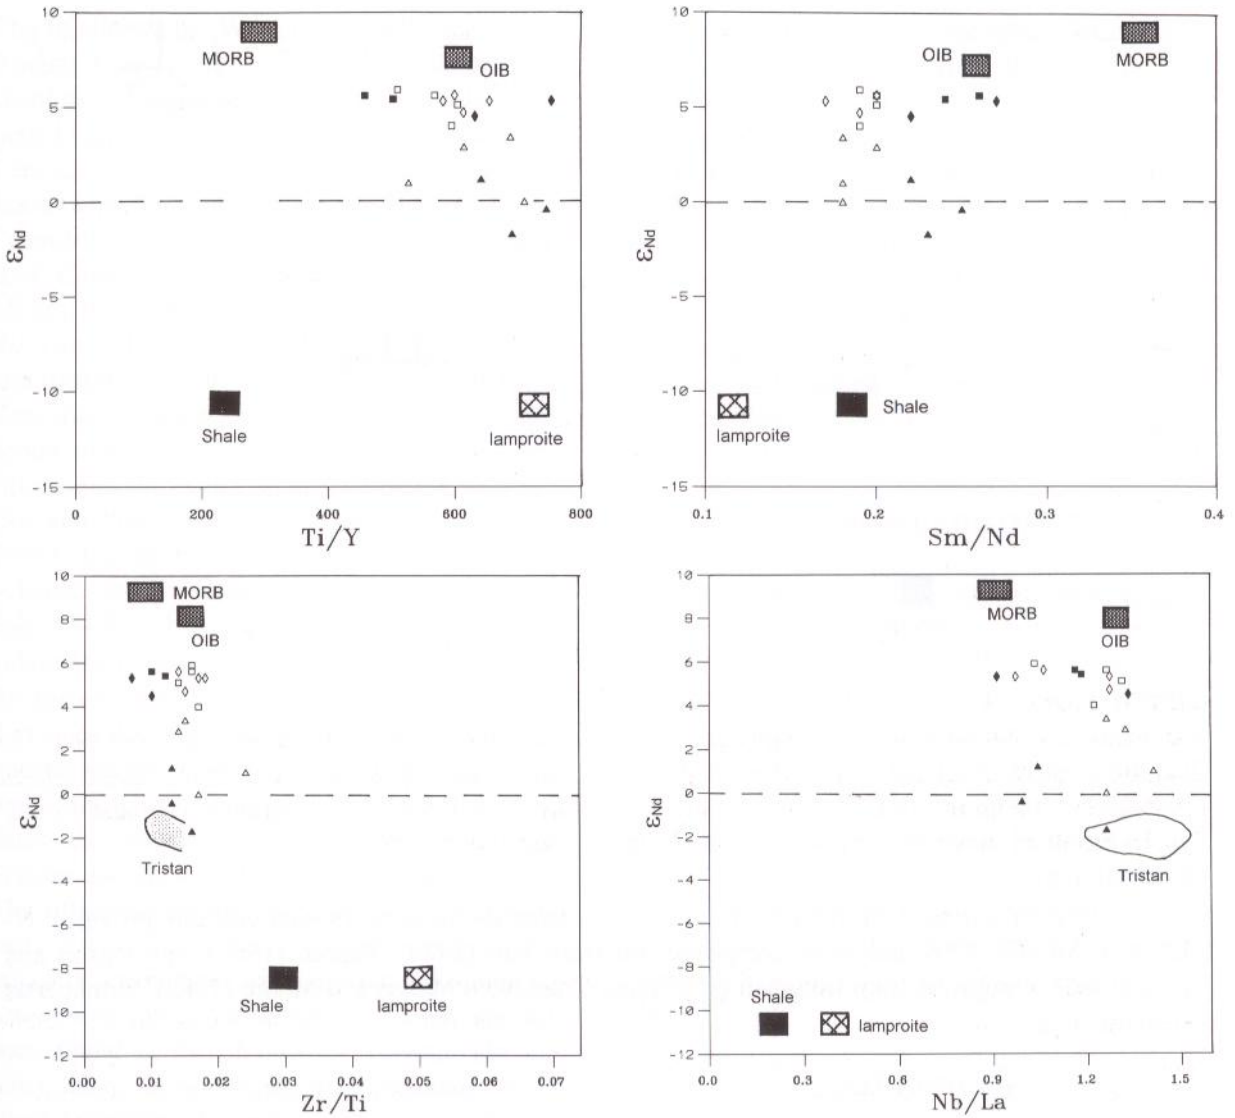 10
MORB
OIB
5
0
-5
-10
-15
εNd
Shale
lamproite
0
200
400
600
800
Ti/Y
10
OIB
MORB
5
0
-5
-10
-15
εNd
lamproite
Shale
0.1
0.2
0.3
0.4
Sm/Nd
10
MORB
8
OIB
6
4
2
0
-2
-4
-6
-8
-10
-12
εNd
Tristan
Shale
lamproite
0.00
0.01
0.02
0.03
0.04
0.05
0.06
0.07
Zr/Ti
10
MORB
8
OIB
6
4
2
0
-2
-4
-6
-8
-10
-12
εNd
Tristan
Shale
lamproite
0.0
0.3
0.6
0.9
1.2
1.5
Nb/La